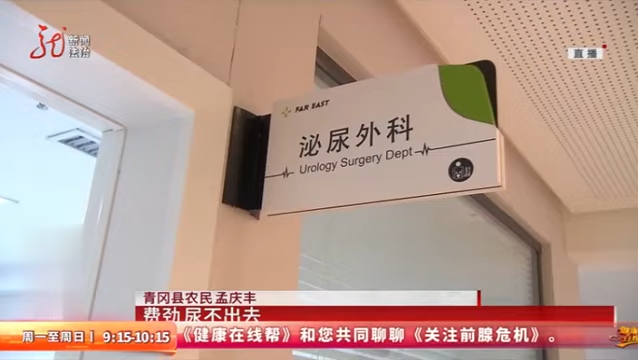 新闻
法治
直播
FAR EAST
泌尿外科
Urology Surgery Dept
青冈县农民 孟庆丰
费劲尿不出去
周一至周日 9:15-10:15
《健康在线帮》和您共同聊聊《关注前腺危机》。